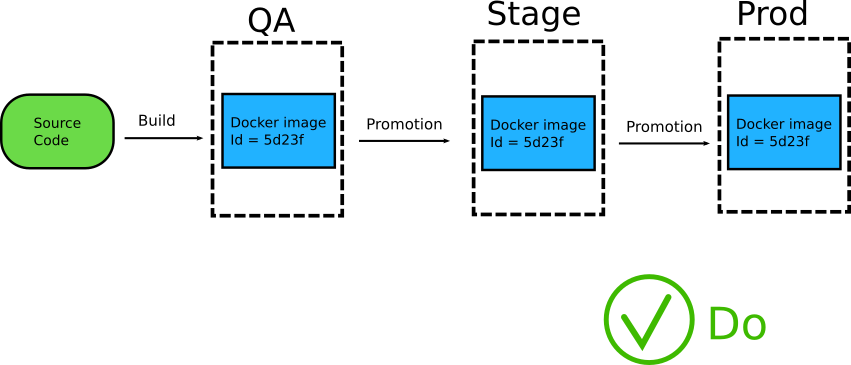 QA
Stage
Prod
Source
Code
Build
Docker image
Id = 5d23f
Promotion
Docker image
Id = 5d23f
Promotion
Docker image
Id = 5d23f
Do